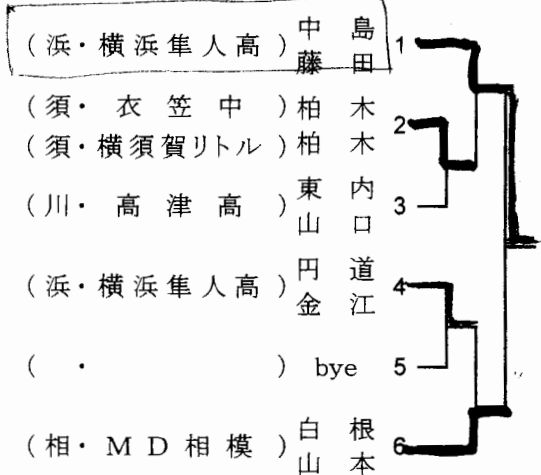 (浜・横浜隼人高) 中島 1
藤田
(須・衣笠中) 柏木 2
(須・横須賀リトル) 柏木
(川・高津高) 東内 3
山口
(浜・横浜隼人高) 円道 4
金江
(・) bye 5
(相・MD相模) 白根 6
山本